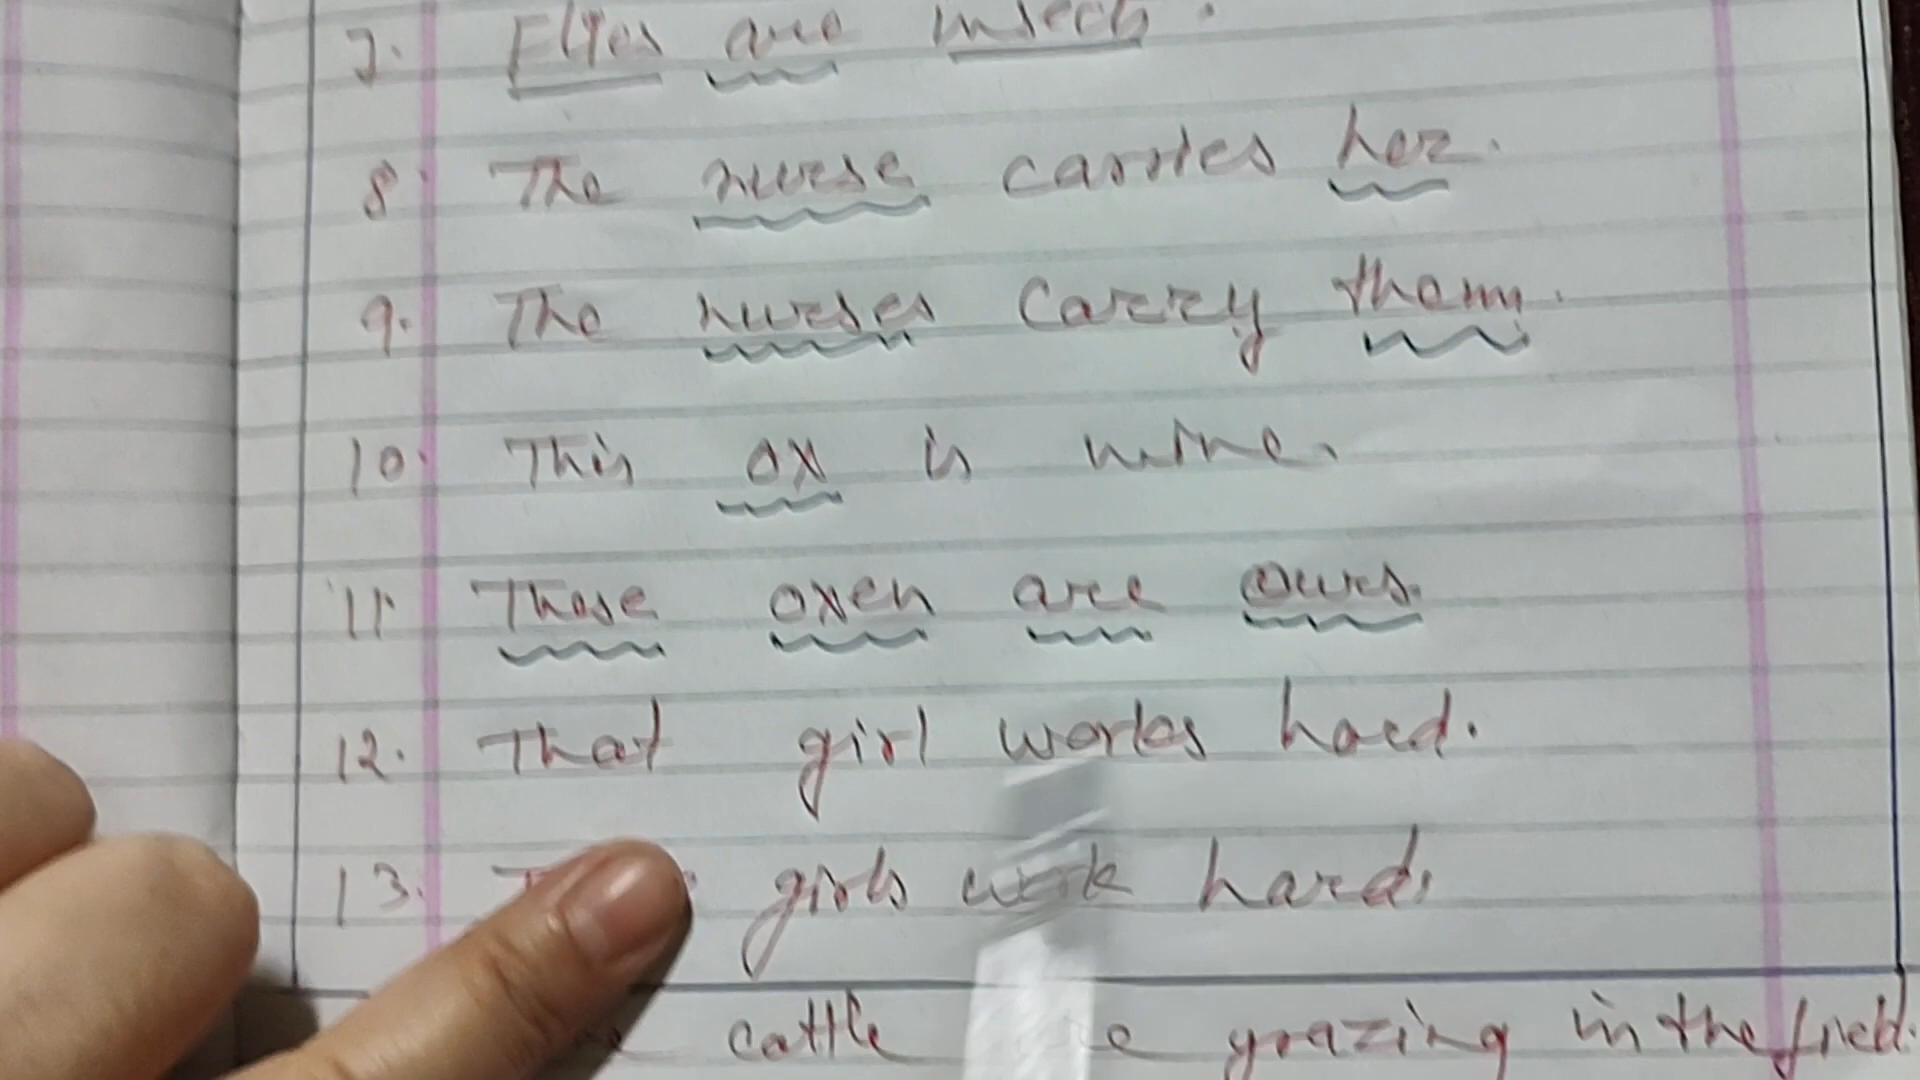 7. Flies are insects.
8. The nurse carries her.
9. The nurses carry them.
10. This ox is mine.
11. These oxen are ours.
12. That girl works hard.
13. girls work hard.
cattle grazing in the field.